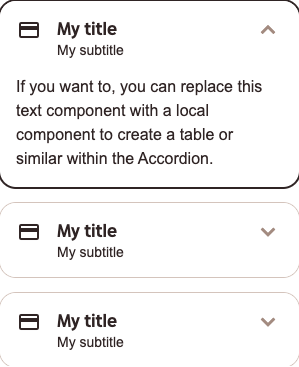 My title
My subtitle
If you want to, you can replace this
text component with a local
component to create a table or
similar within the Accordion.
My title
My subtitle
My title
My subtitle